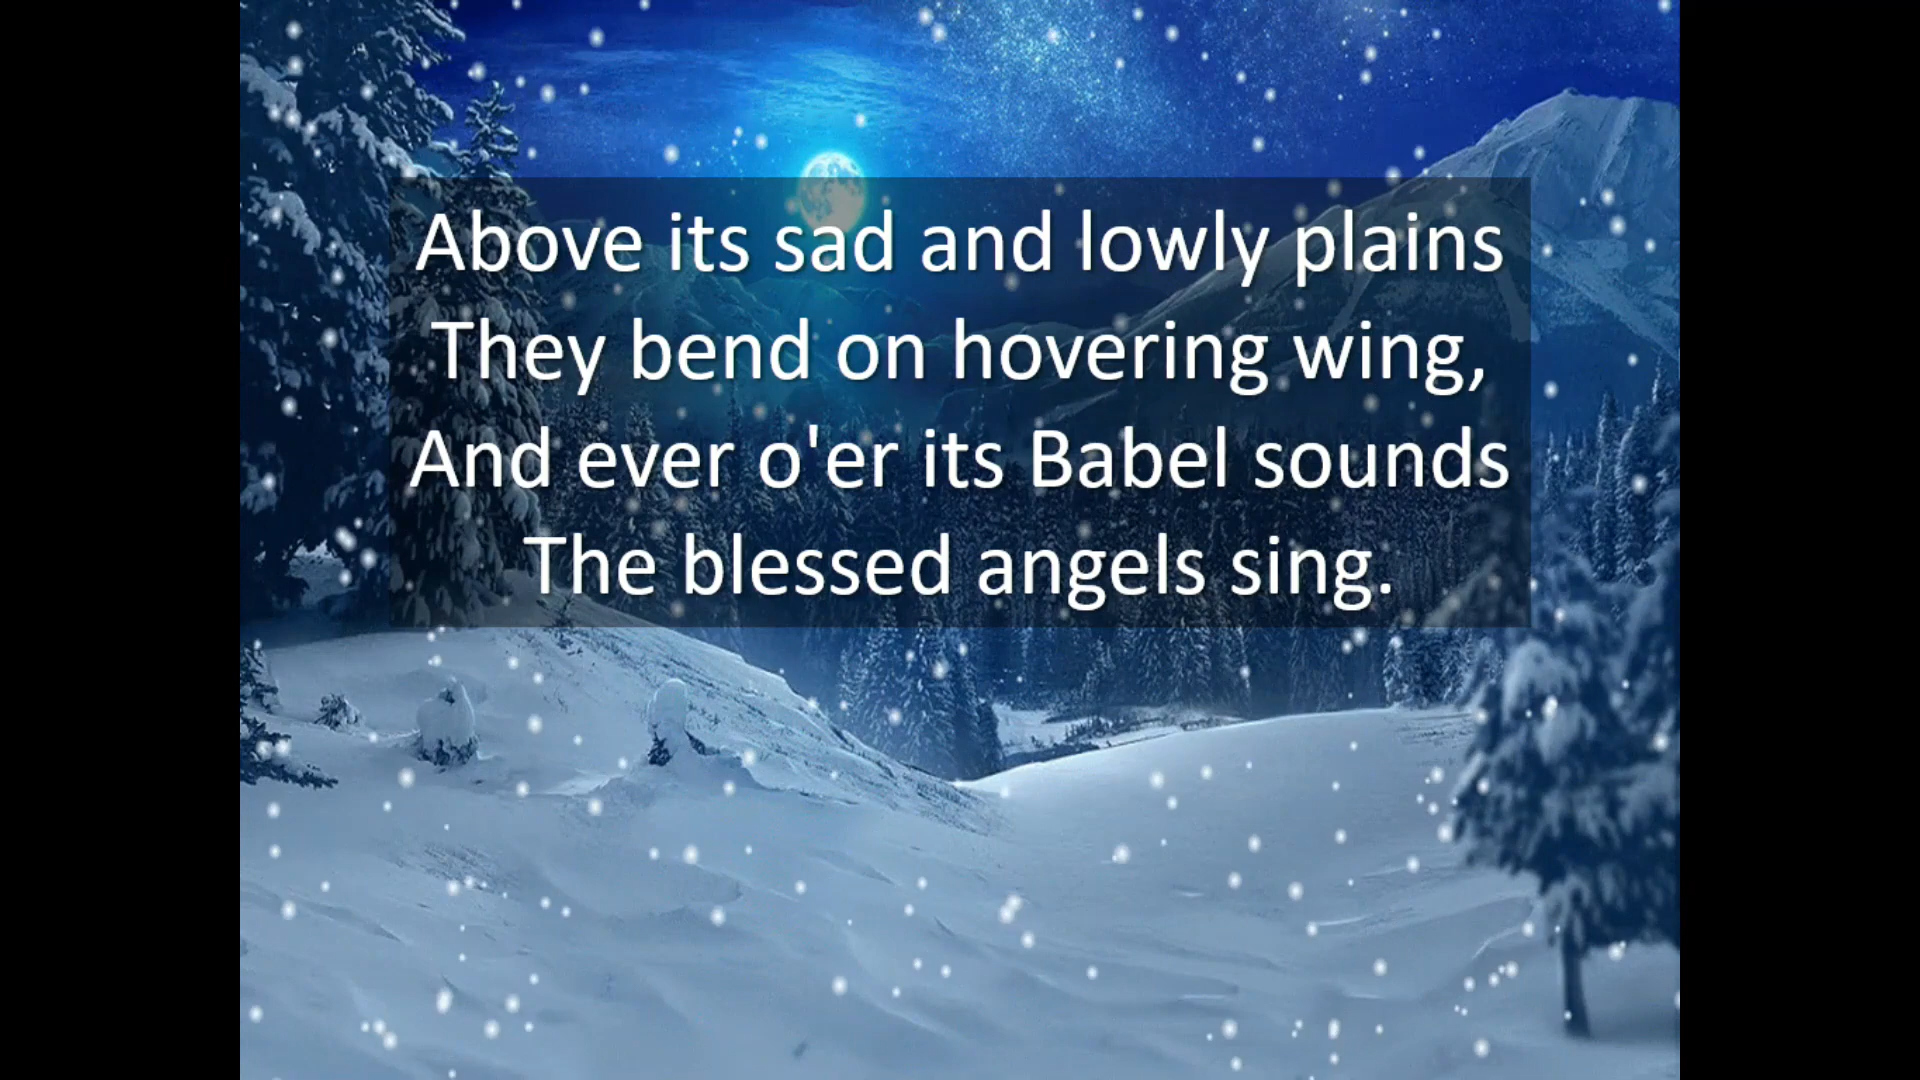 Above its sad and lowly plains
They bend on hovering wing,
And ever o'er its Babel sounds
The blessed angels sing.